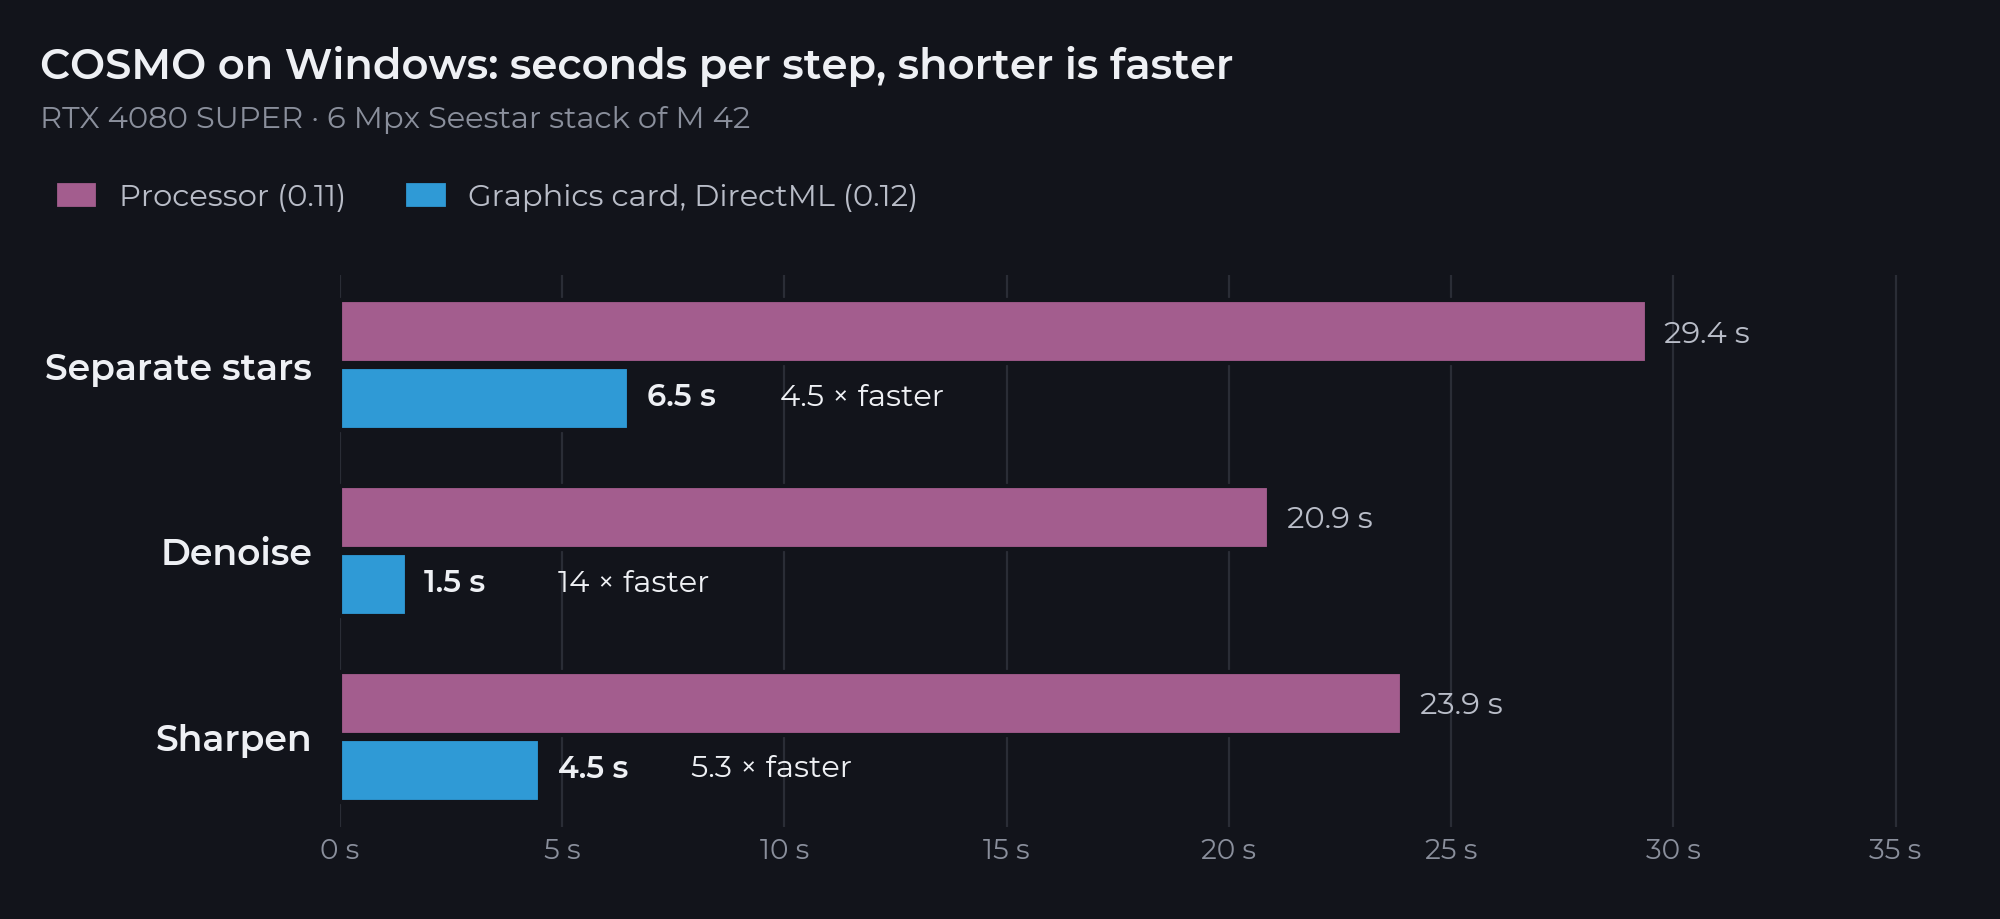 COSMO on Windows: seconds per step, shorter is faster
RTX 4080 SUPER · 6 Mpx Seestar stack of M 42
Processor (0.11)
Graphics card, DirectML (0.12)
Separate stars
29.4 s
6.5 s
4.5 × faster
Denoise
20.9 s
1.5 s
14 × faster
Sharpen
23.9 s
4.5 s
5.3 × faster
0 s
5 s
10 s
15 s
20 s
25 s
30 s
35 s